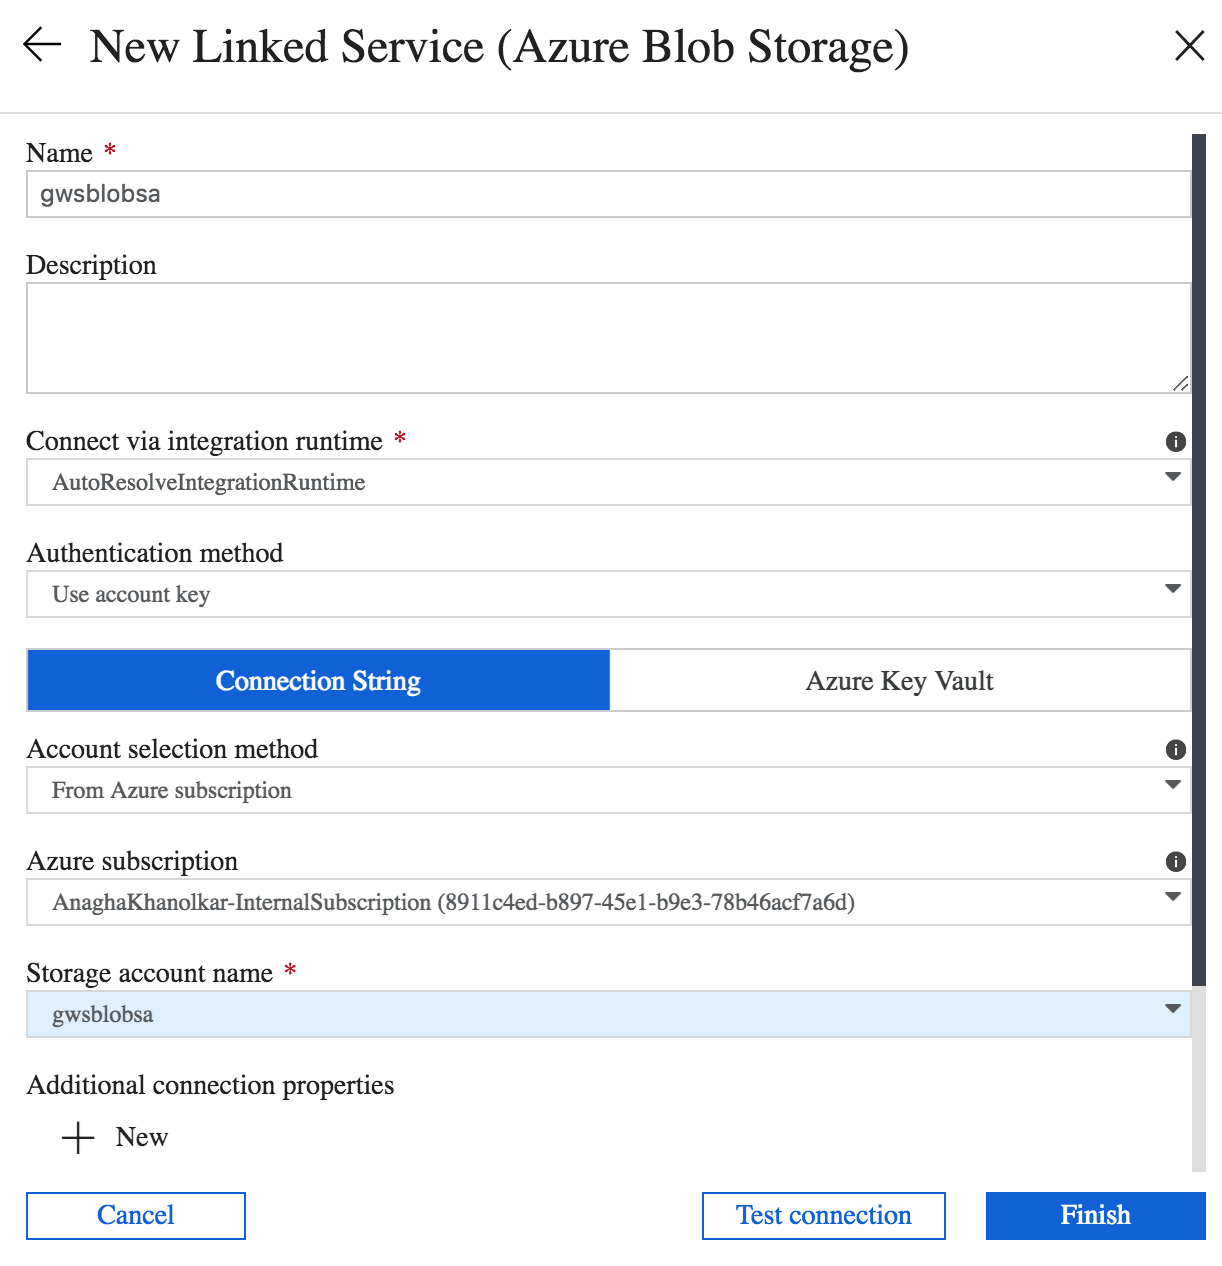 New Linked Service (Azure Blob Storage)
Name *
gwsblobsa
Description
Connect via integration runtime *
AutoResolveIntegrationRuntime
Authentication method
Use account key
Connection String
Azure Key Vault
Account selection method
From Azure subscription
Azure subscription
AnaghaKhanolkar-InternalSubscription (8911c4ed-b897-45e1-b9e3-78b46acf7a6d)
Storage account name *
gwsblobsa
Additional connection properties
New
Cancel
Test connection
Finish